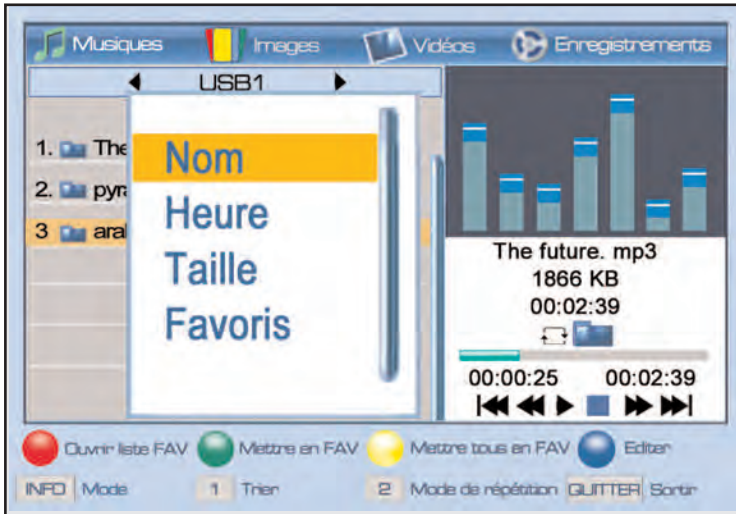 Musiques Images Vidéos Enregistrements
USB1
1. The
2. pyra
3 aral
Nom
Heure
Taille
Favoris
The future. mp3
1866 KB
00:02:39
00:00:25 00:02:39
Ouvrir liste FAV Mettre en FAV Mettre tous en FAV Editer
INFO Mode 1 Trier 2 Mode de répétition QUITTER Sortir